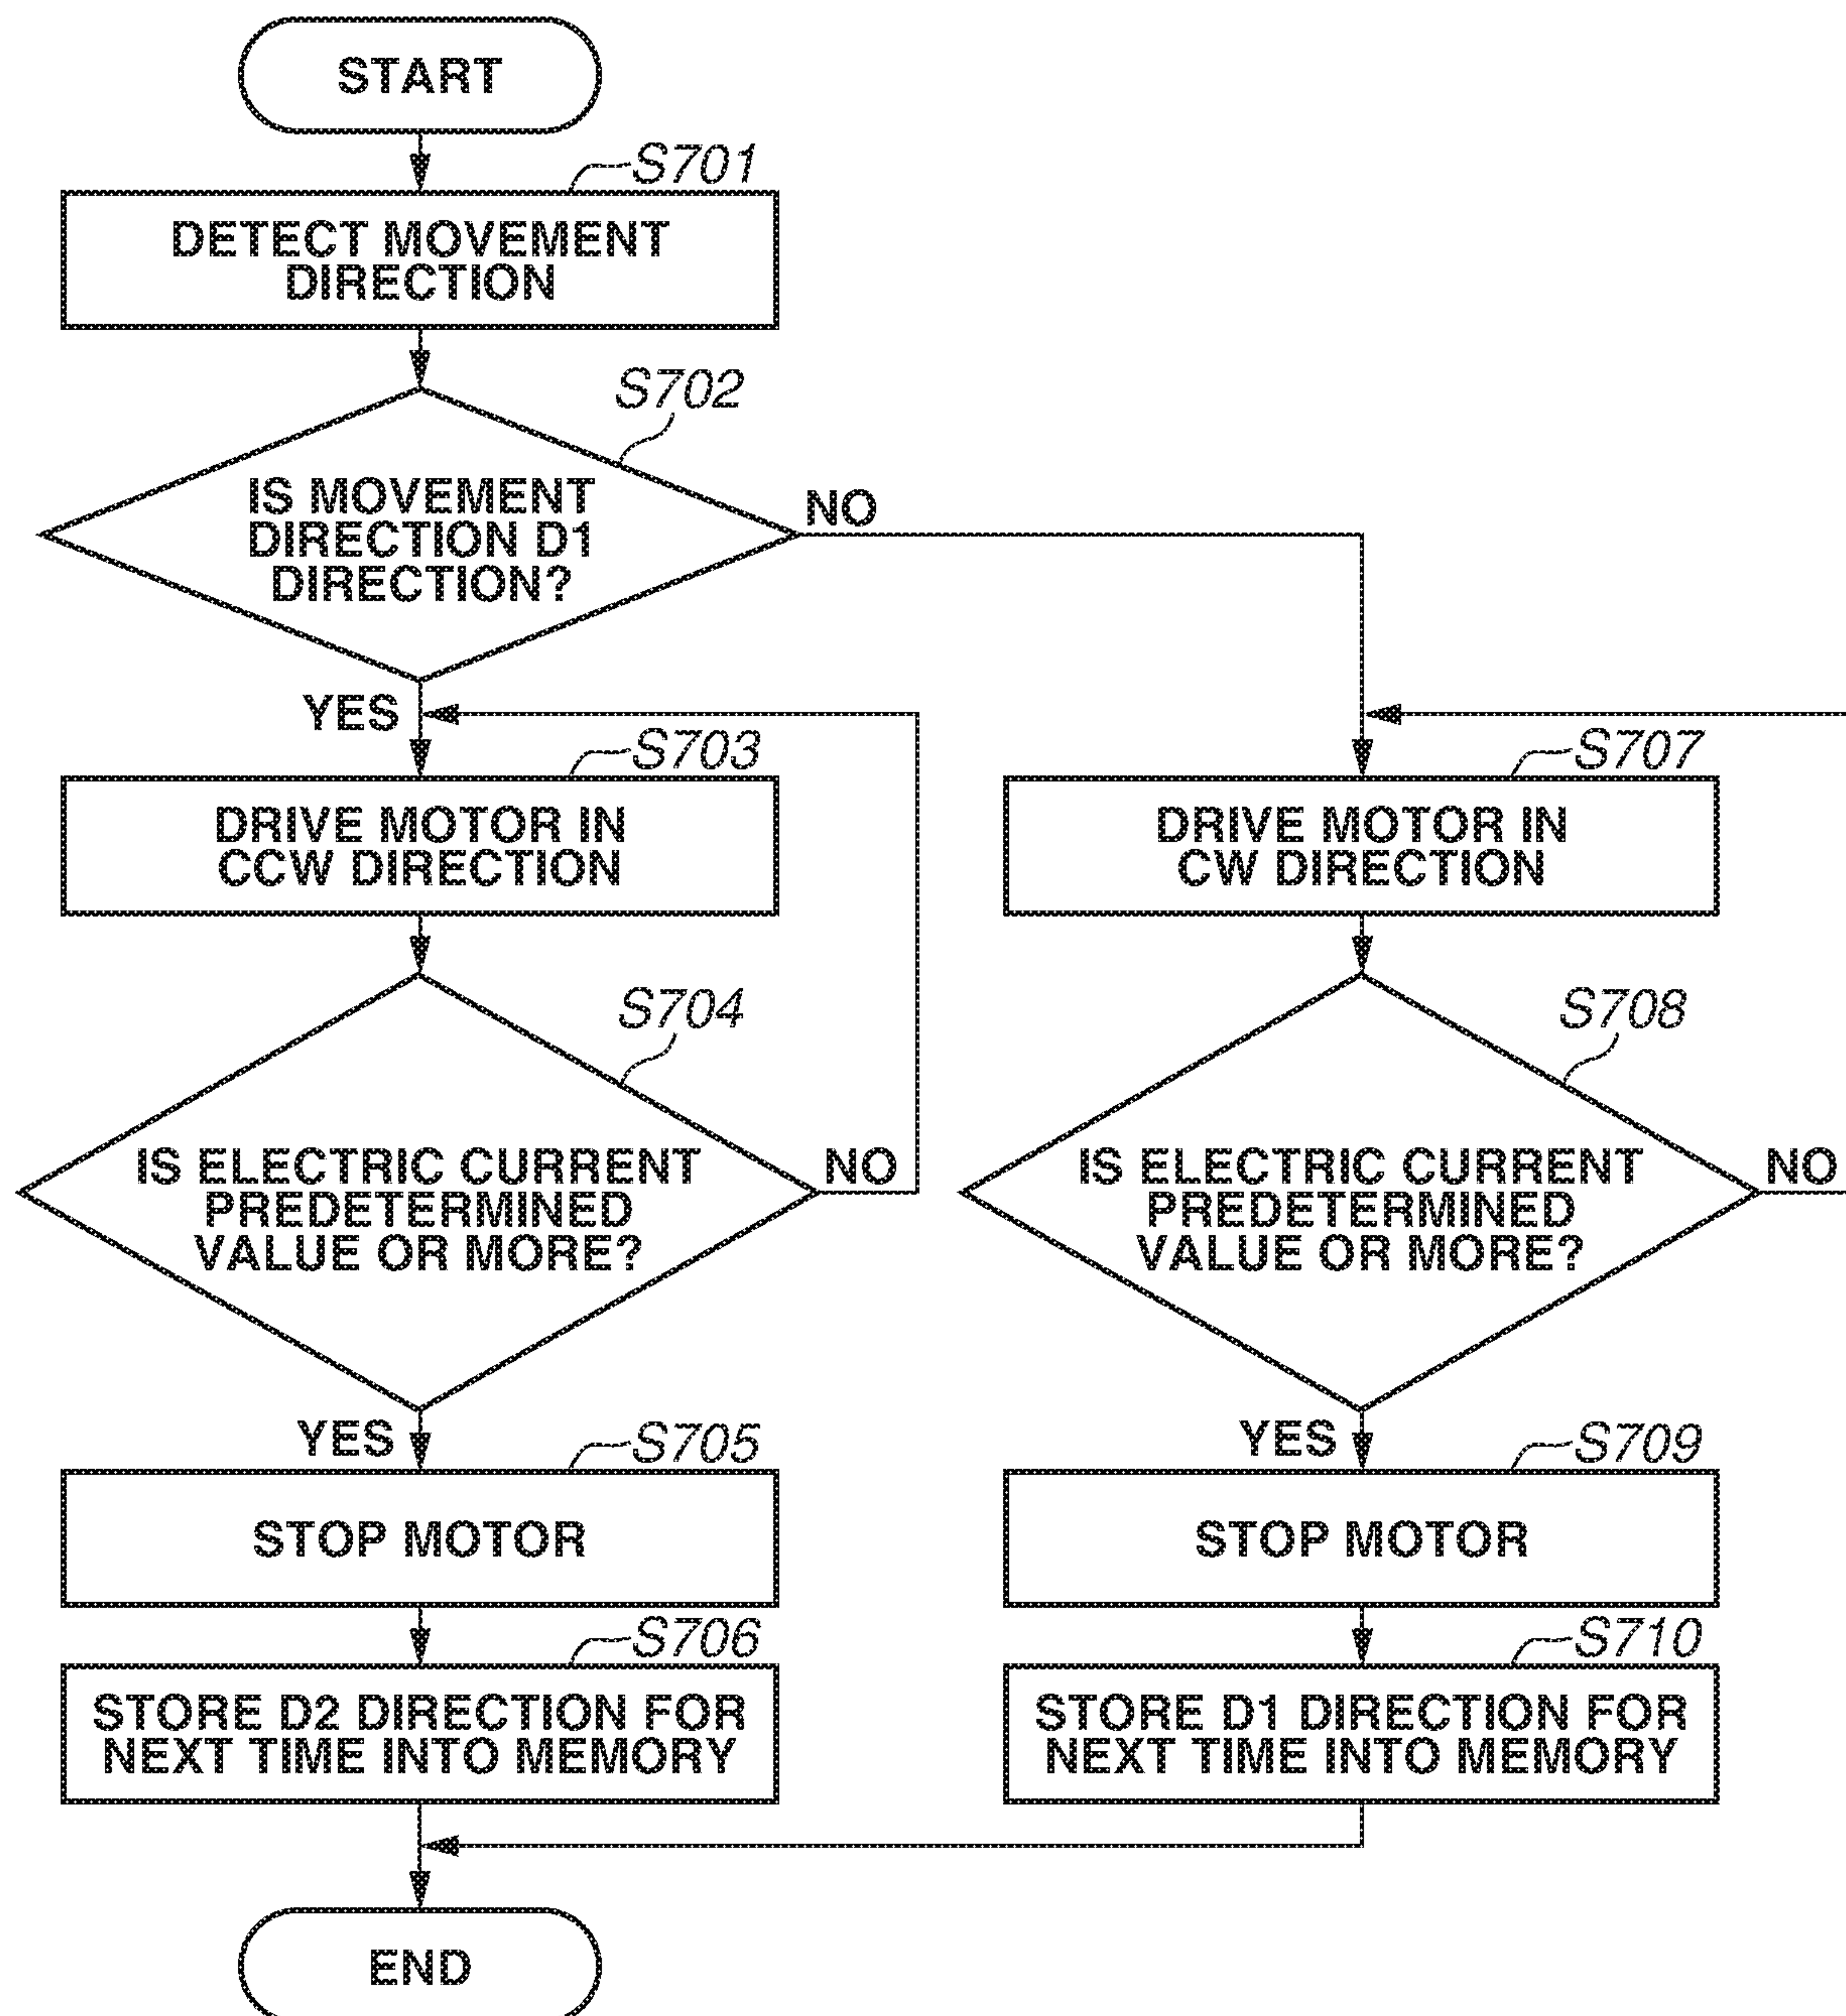 START
S701
DETECT MOVEMENT
DIRECTION
S702
IS MOVEMENT
DIRECTION D1
DIRECTION?
NO
YES
S703
DRIVE MOTOR IN
CCW DIRECTION
S704
IS ELECTRIC CURRENT
PREDETERMINED
VALUE OR MORE?
NO
YES
S705
STOP MOTOR
S706
STORE D2 DIRECTION FOR
NEXT TIME INTO MEMORY
S707
DRIVE MOTOR IN
CW DIRECTION
S708
IS ELECTRIC CURRENT
PREDETERMINED
VALUE OR MORE?
NO
YES
S709
STOP MOTOR
S710
STORE D1 DIRECTION FOR
NEXT TIME INTO MEMORY
END